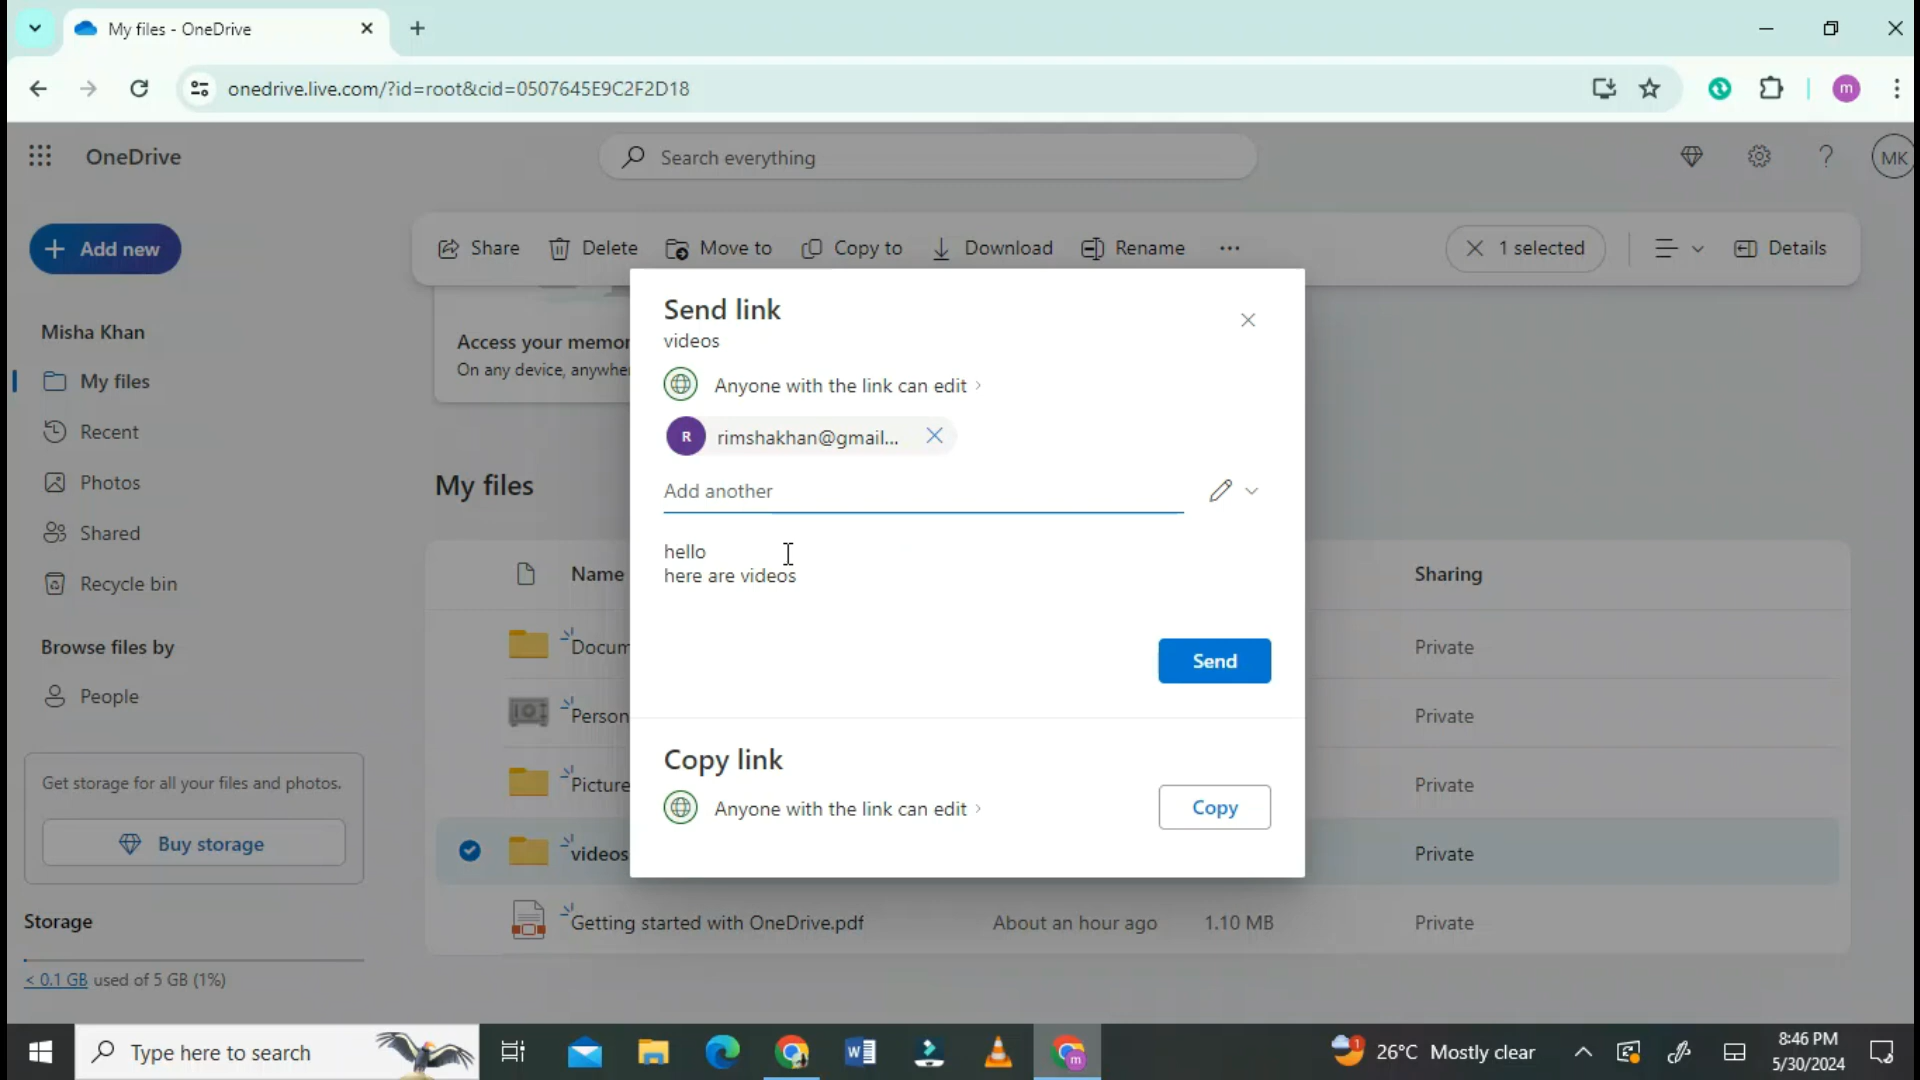 My files - OneDrive
onedrive.live.com/?id=root&cid=0507645E9C2F2D18
m
OneDrive
Search everything
MK
Add new
Share
Delete
Move to
Copy to
Download
Rename
1 selected
Details
Misha Khan
My files
Recent
Photos
Shared
Recycle bin
Browse files by
People
Get storage for all your files and photos.
Buy storage
Storage
< 0.1 GB used of 5 GB (1%)
Access your memor
On any device, anywhe
My files
Name
Sharing
Docum
Private
Person
Private
Picture
Private
videos
Private
Getting started with OneDrive.pdf
About an hour ago
1.10 MB
Private
Send link
videos
Anyone with the link can edit
R
rimshakhan@gmail...
Add another
hello
here are videos
Send
Copy link
Anyone with the link can edit
Copy
Type here to search
m
1
26°C Mostly clear
8:46 PM
5/30/2024